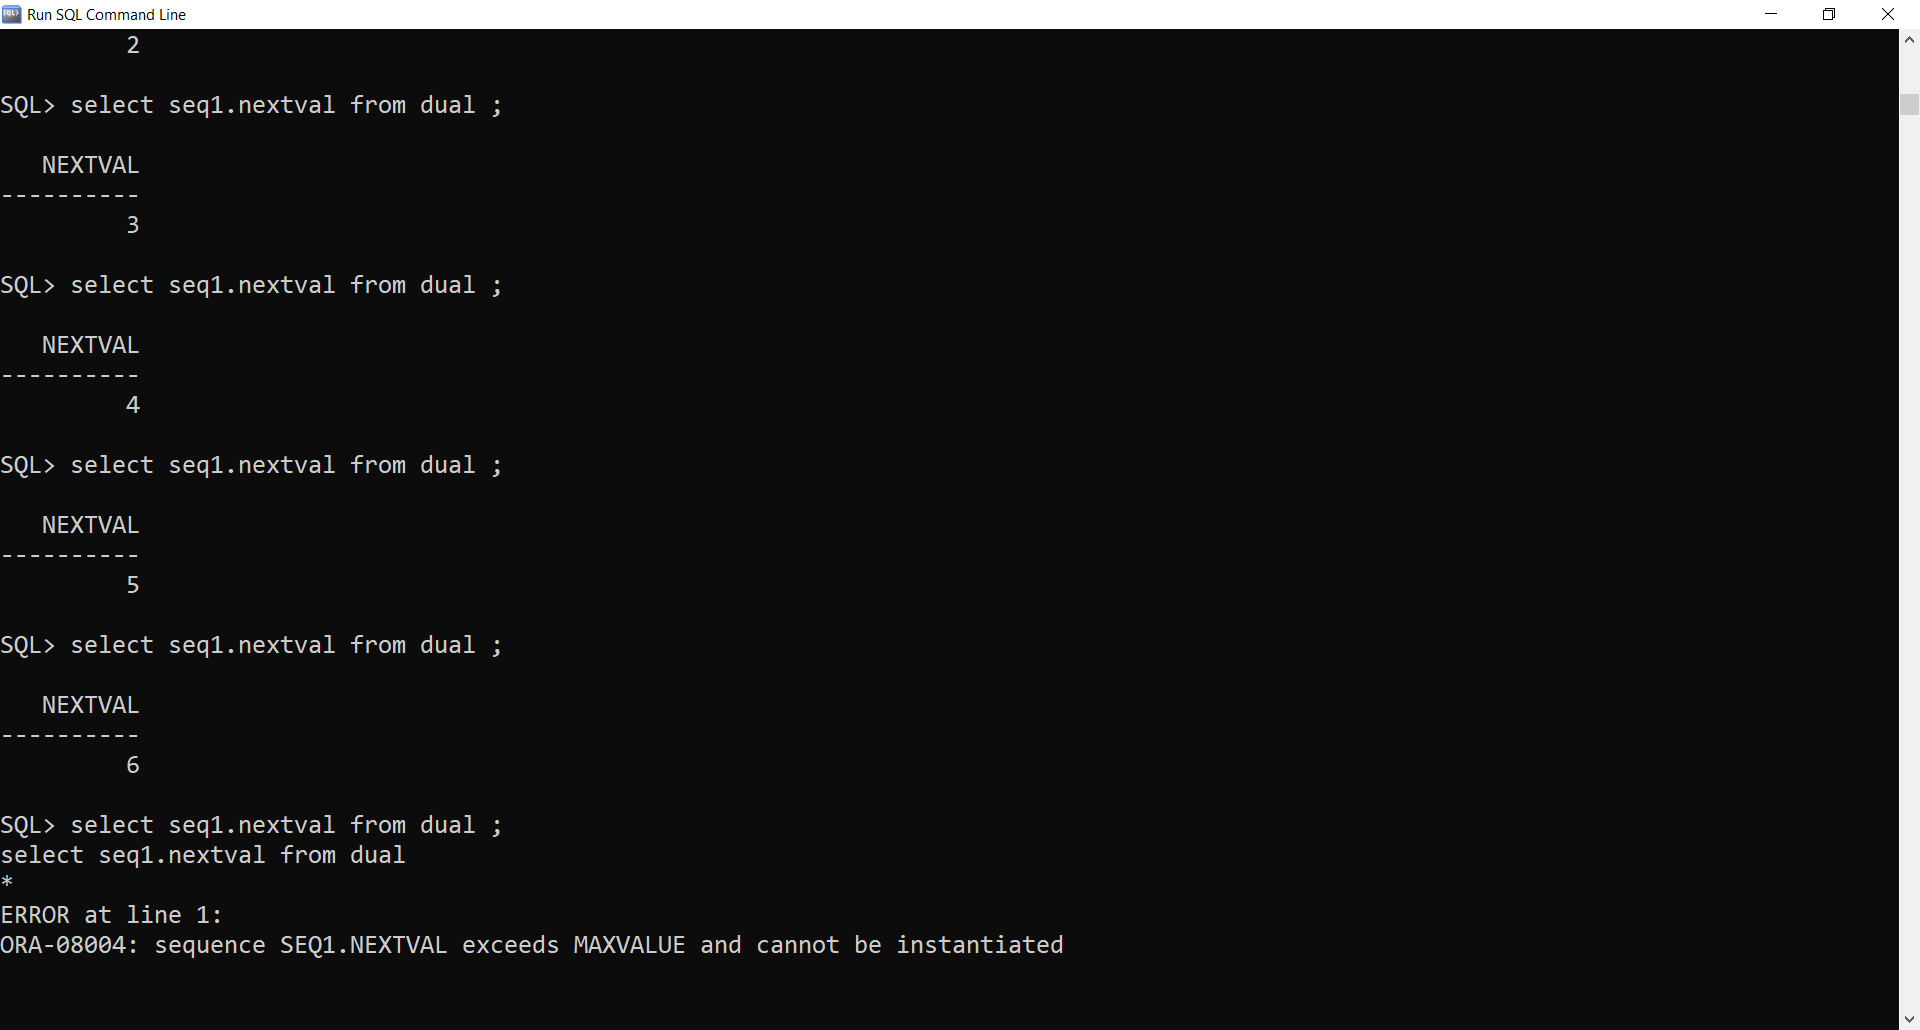 Run SQL Command Line
2
SQL> select seq1.nextval from dual ;
NEXTVAL
----------
3
SQL> select seq1.nextval from dual ;
NEXTVAL
----------
4
SQL> select seq1.nextval from dual ;
NEXTVAL
----------
5
SQL> select seq1.nextval from dual ;
NEXTVAL
----------
6
SQL> select seq1.nextval from dual ;
select seq1.nextval from dual
*
ERROR at line 1:
ORA-08004: sequence SEQ1.NEXTVAL exceeds MAXVALUE and cannot be instantiated